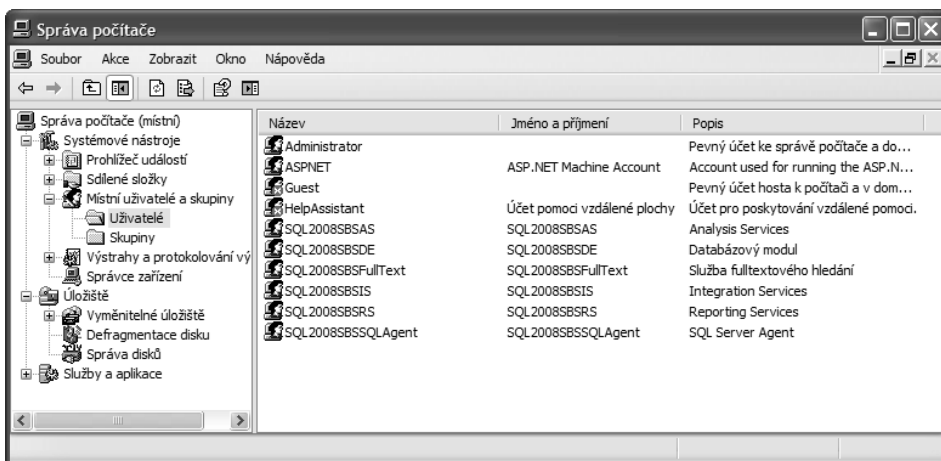 Správa počítače
Soubor Akce Zobrazit Okno Nápověda
Správa počítače (místní)
Systémové nástroje
Prohlížeč událostí
Sdílené složky
Místní uživatelé a skupiny
Uživatelé
Skupiny
Výstrahy a protokolování vý
Správce zařízení
Úložiště
Vyměnitelné úložiště
Defragmentace disku
Správa disků
Služby a aplikace
Název Jméno a příjmení Popis
Administrator Pevný účet ke správě počítače a do...
ASPNET ASP.NET Machine Account Account used for running the ASP.N...
Guest Pevný účet hosta k počítači a v dom...
HelpAssistant Účet pomoci vzdálené plochy Účet pro poskytování vzdálené pomoci.
SQL2008SBSAS SQL2008SBSAS Analysis Services
SQL2008SBSDE SQL2008SBSDE Databázový modul
SQL2008SBSFullText SQL2008SBSFullText Služba fulltextového hledání
SQL2008SBSIS SQL2008SBSIS Integration Services
SQL2008SBSRS SQL2008SBSRS Reporting Services
SQL2008SBSSQLAgent SQL2008SBSSQLAgent SQL Server Agent